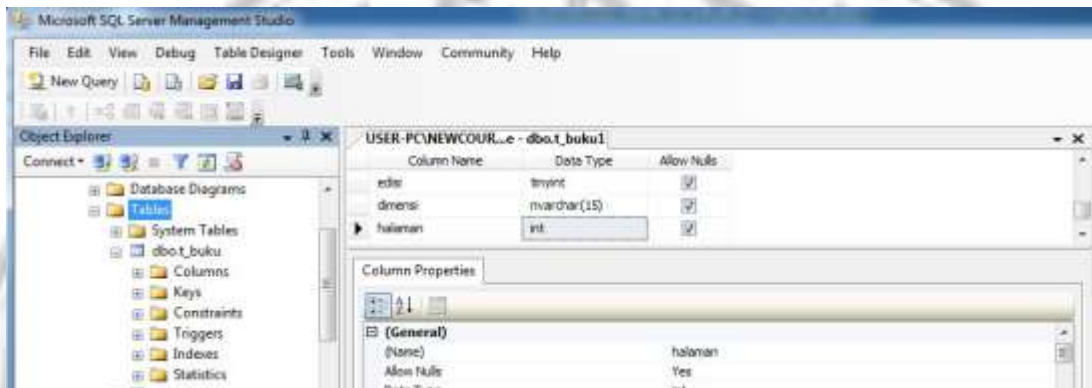 Microsoft SQL Server Management Studio
File Edit View Debug Table Designer Tools Window Community Help
New Query
Object Explorer
Connect
Database Diagrams
Tables
System Tables
dbo.t_buku
Columns
Keys
Constraints
Triggers
Indexes
Statistics
USER-PC\NEWCOUR...e - dbo.t_buku1
Column Name Data Type Allow Nulls
edisi tinyint
dimensi nvarchar(15)
halaman int
Column Properties
(General)
(Name) halaman
Allow Nulls Yes
Data Type int